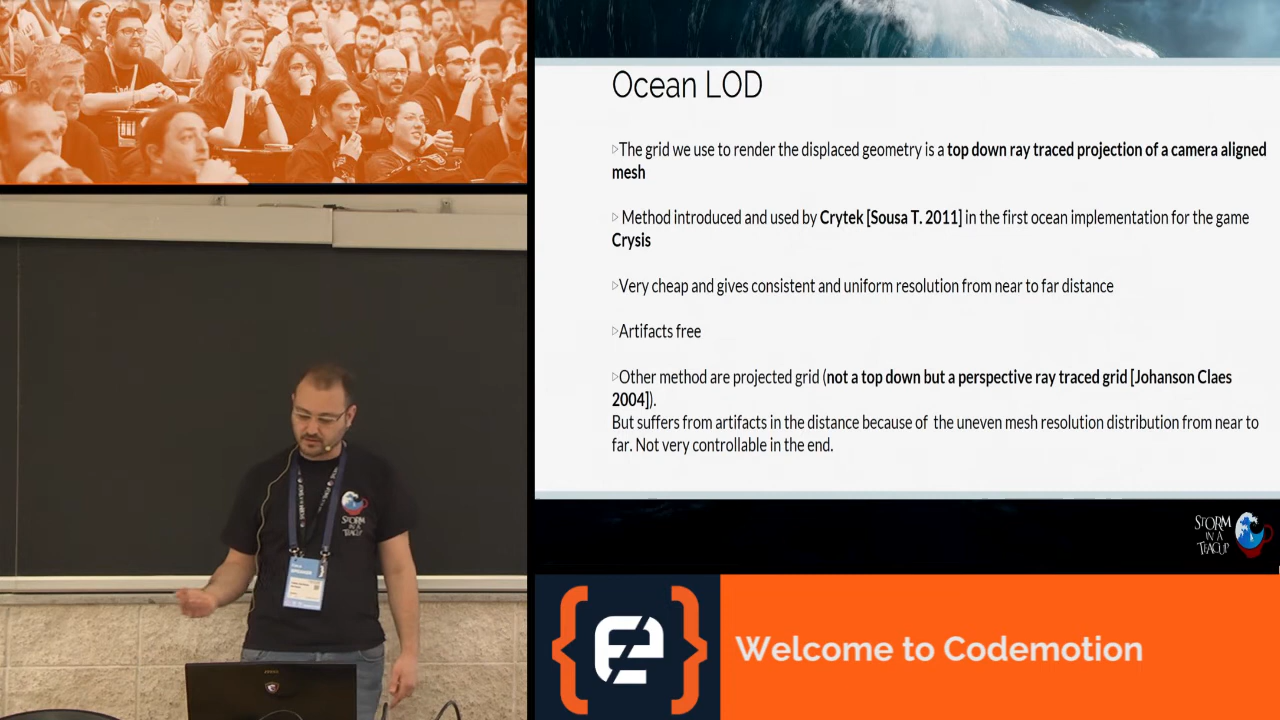 Ocean LOD
▷The grid we use to render the displaced geometry is a top down ray traced projection of a camera aligned
mesh
▷ Method introduced and used by Crytek [Sousa T. 2011] in the first ocean implementation for the game
Crysis
▷Very cheap and gives consistent and uniform resolution from near to far distance
▷Artifacts free
▷Other method are projected grid (not a top down but a perspective ray traced grid [Johanson Claes
2004]).
But suffers from artifacts in the distance because of the uneven mesh resolution distribution from near to
far. Not very controllable in the end.
STORM
IN A
TEACUP
STORM
IN A
TEACUP
SPEAKER
Welcome to Codemotion